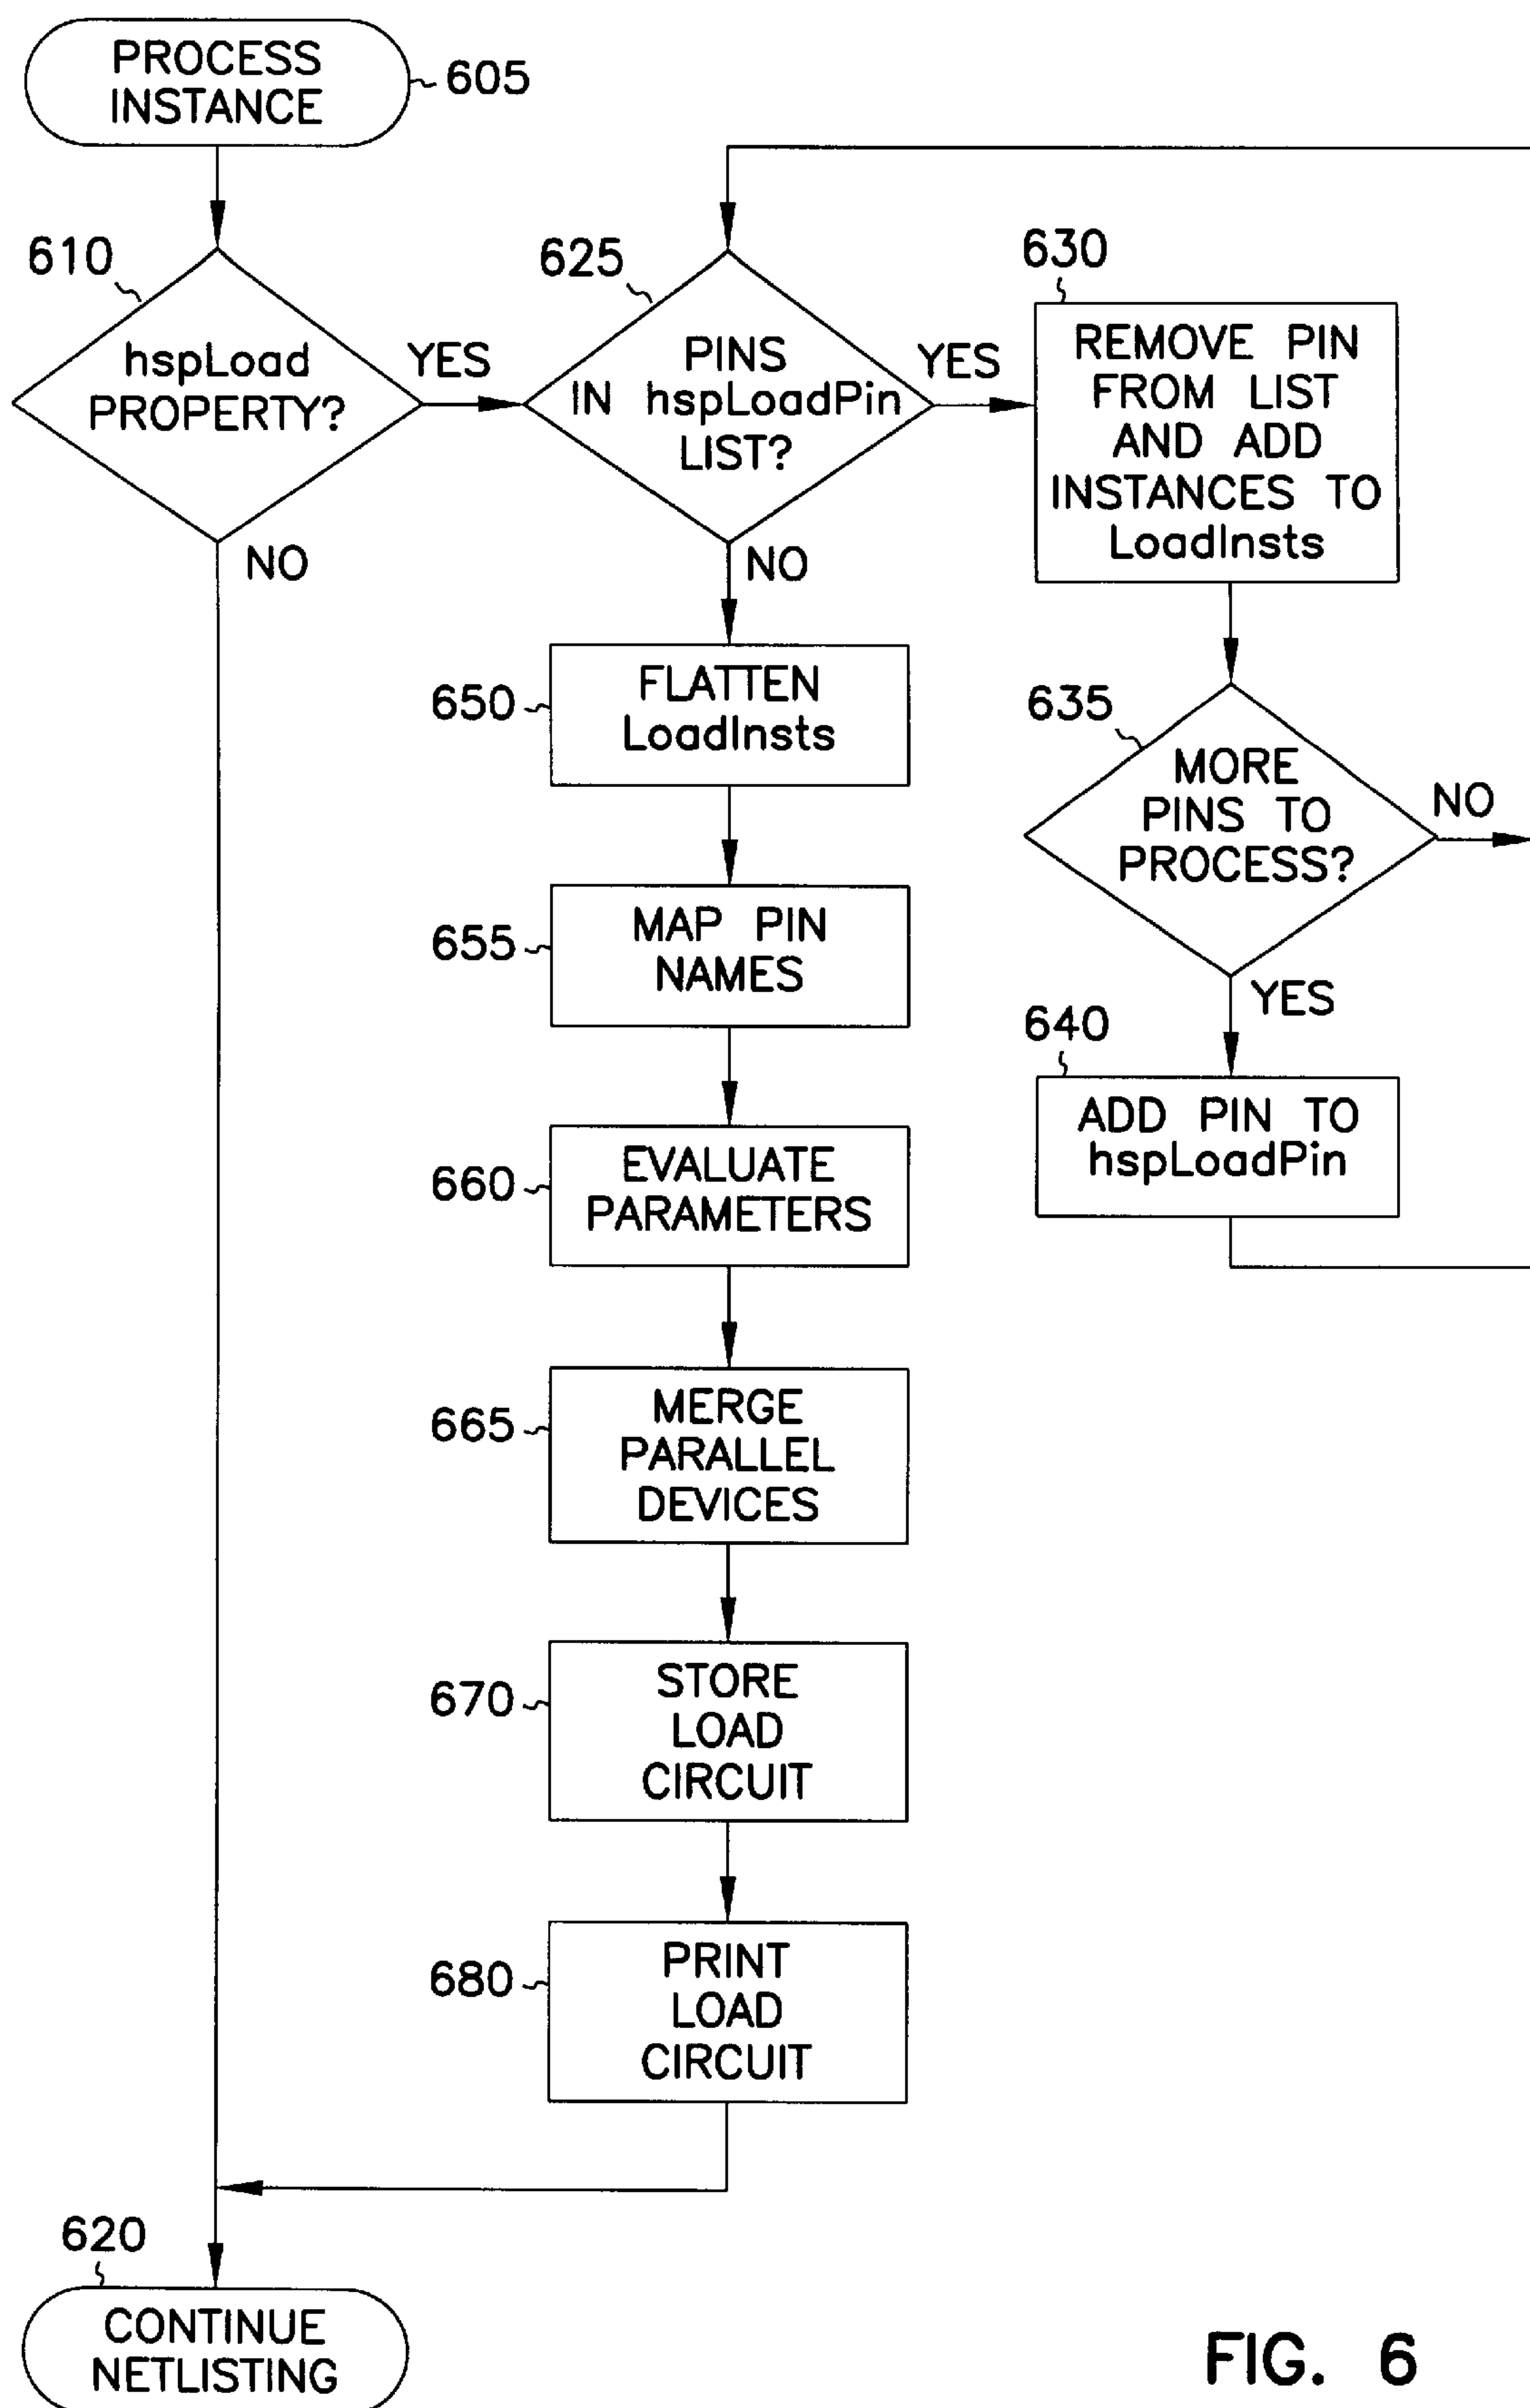 PROCESS
INSTANCE
605
610
hspLoad
PROPERTY?
YES
NO
625
PINS
IN hspLoadPin
LIST?
YES
NO
630
REMOVE PIN
FROM LIST
AND ADD
INSTANCES TO
LoadInsts
635
MORE
PINS TO
PROCESS?
NO
YES
640
ADD PIN TO
hspLoadPin
650
FLATTEN
LoadInsts
655
MAP PIN
NAMES
660
EVALUATE
PARAMETERS
665
MERGE
PARALLEL
DEVICES
670
STORE
LOAD
CIRCUIT
680
PRINT
LOAD
CIRCUIT
620
CONTINUE
NETLISTING
FIG. 6